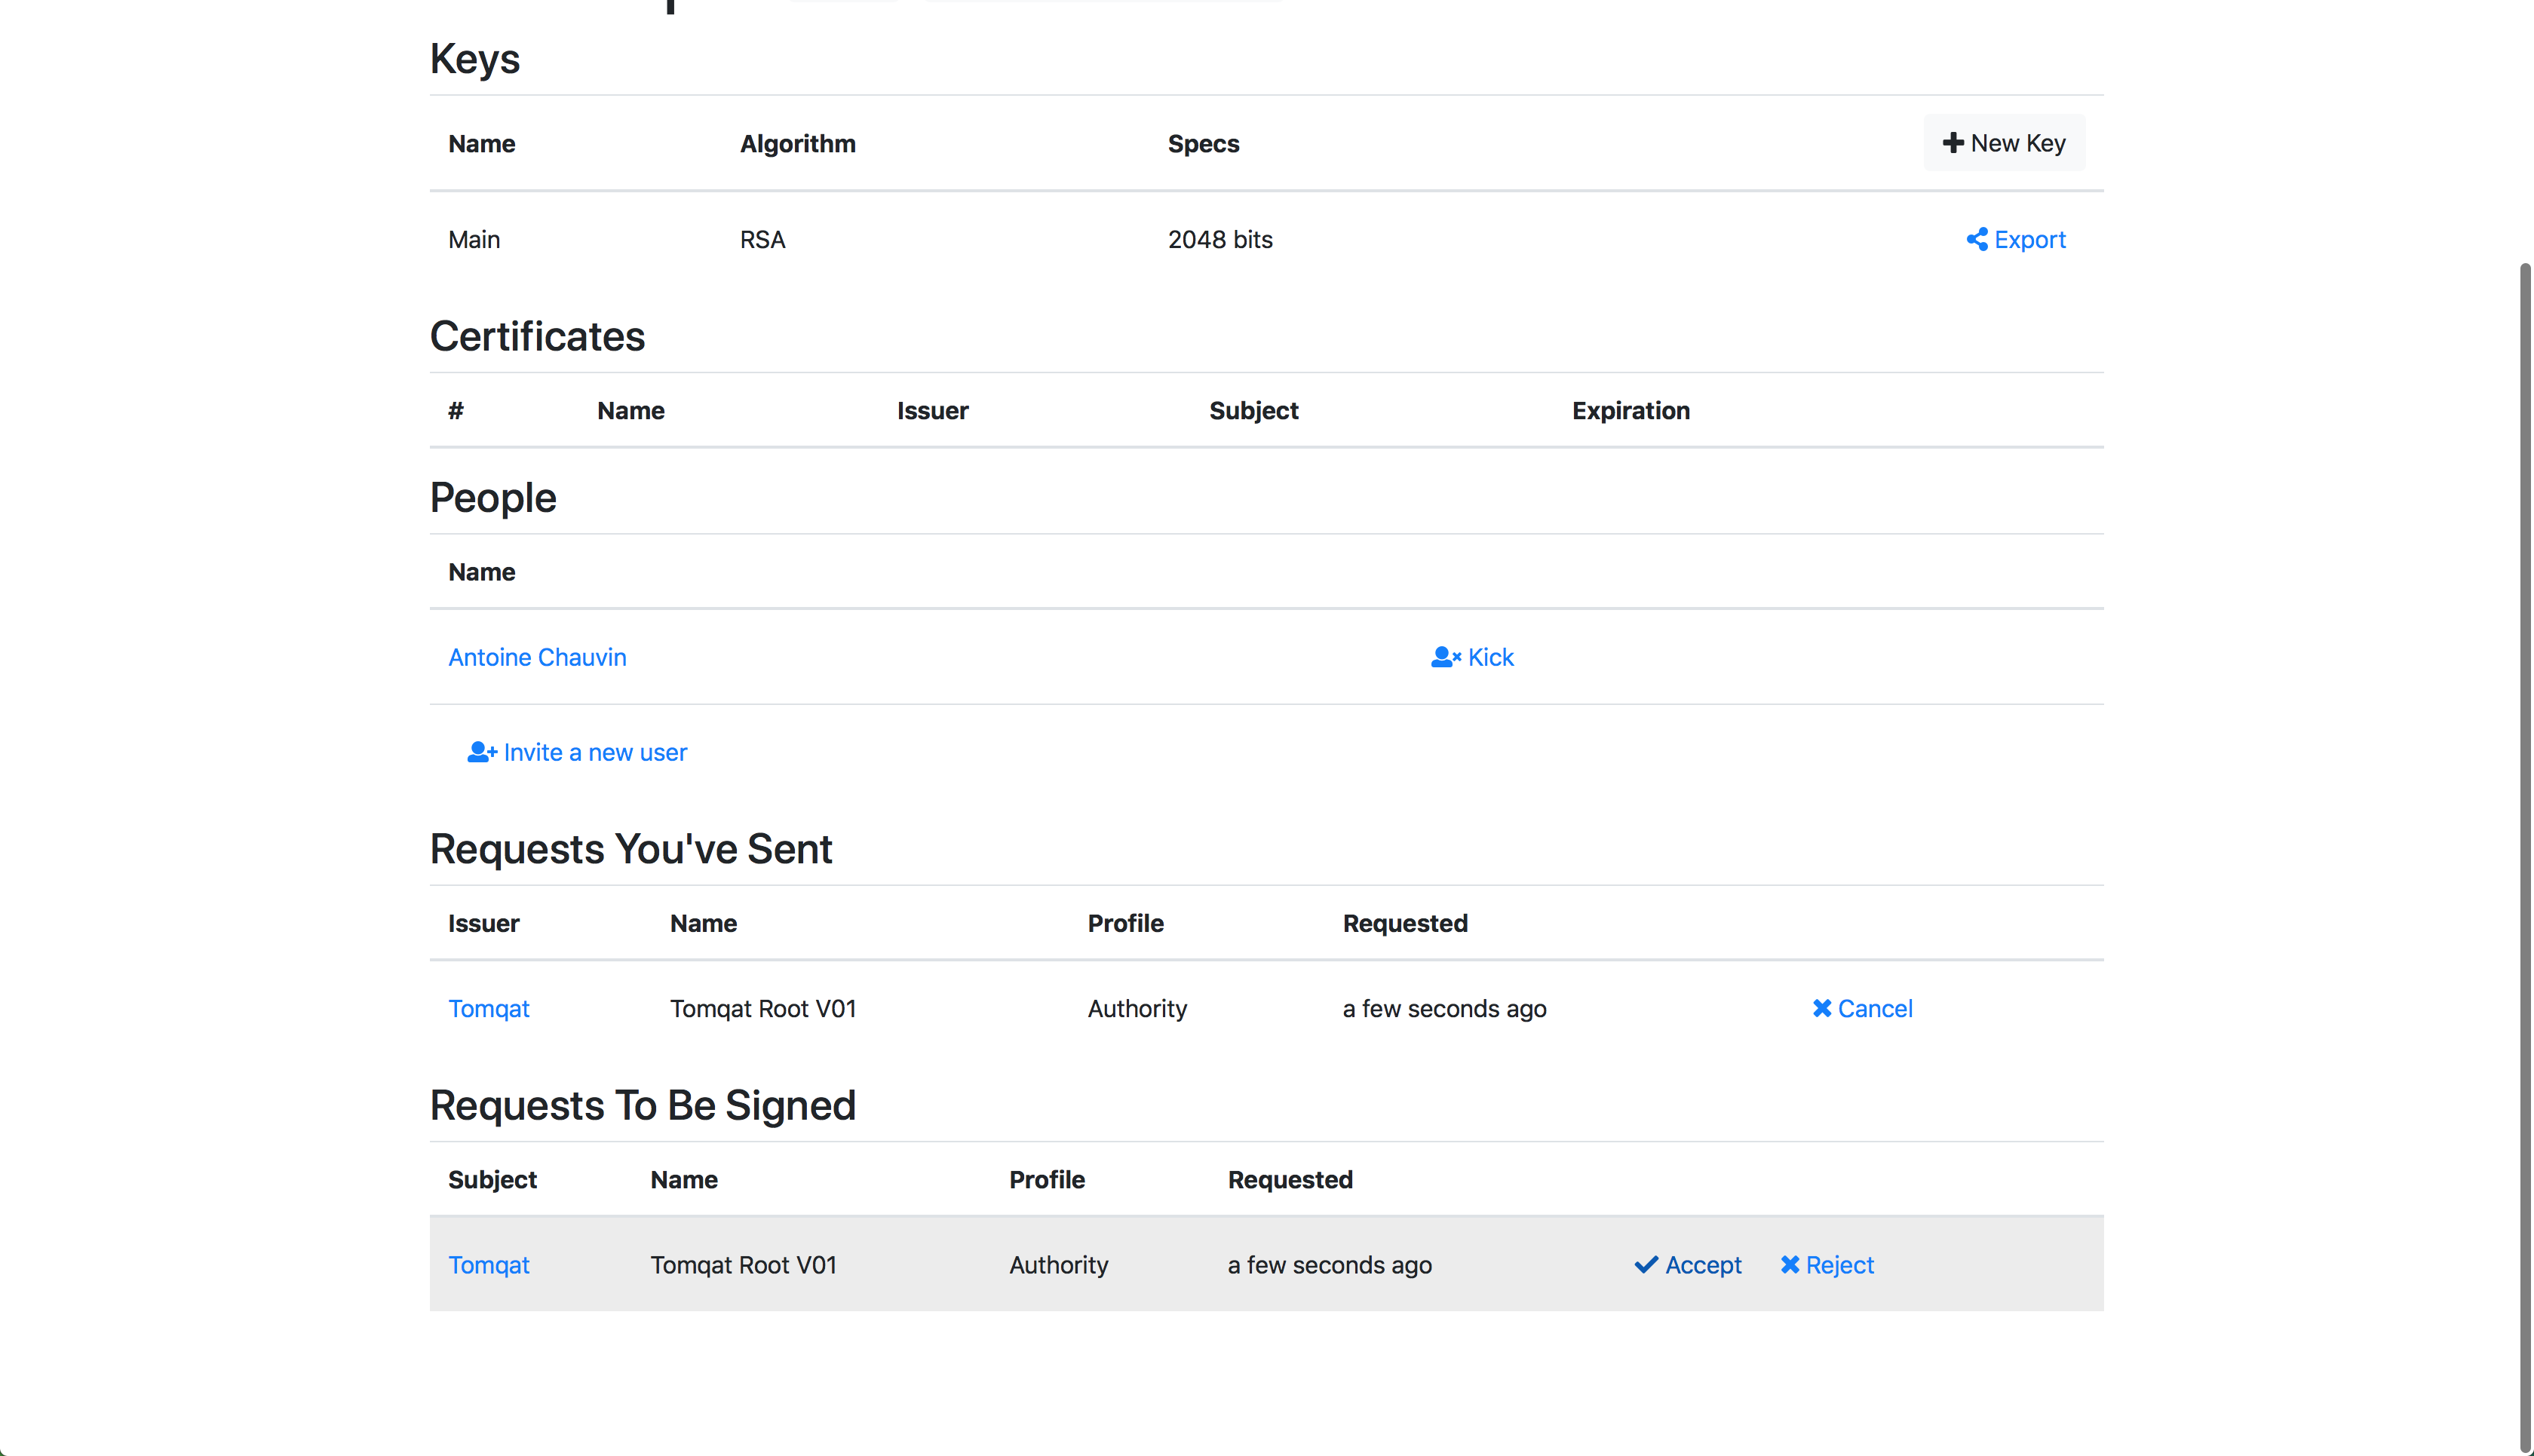 Keys
Name Algorithm Specs New Key
Main RSA 2048 bits Export
Certificates
# Name Issuer Subject Expiration
People
Name
Antoine Chauvin Kick
Invite a new user
Requests You've Sent
Issuer Name Profile Requested
Tomqat Tomqat Root V01 Authority a few seconds ago Cancel
Requests To Be Signed
Subject Name Profile Requested
Tomqat Tomqat Root V01 Authority a few seconds ago Accept Reject